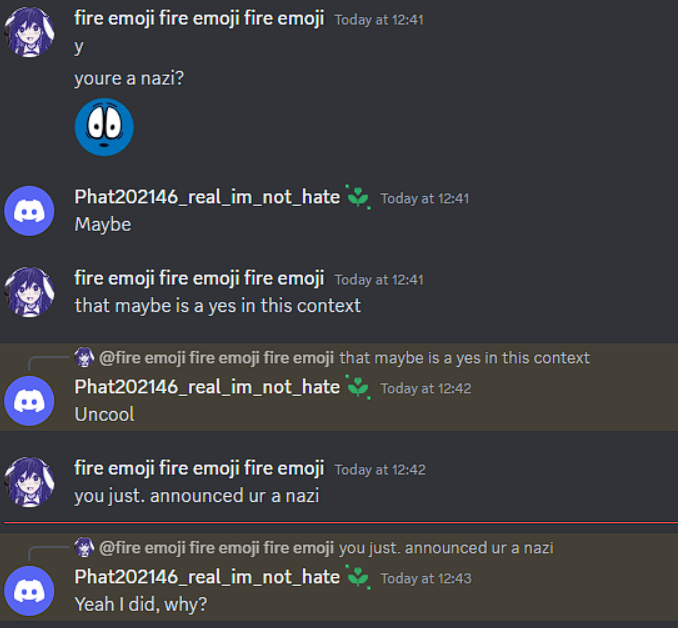 fire emoji fire emoji fire emoji Today at 12:41
y
youre a nazi?
Phat202146_real_im_not_hate Today at 12:41
Maybe
fire emoji fire emoji fire emoji Today at 12:41
that maybe is a yes in this context
@fire emoji fire emoji fire emoji that maybe is a yes in this context
Phat202146_real_im_not_hate Today at 12:42
Uncool
fire emoji fire emoji fire emoji Today at 12:42
you just. announced ur a nazi
@fire emoji fire emoji fire emoji you just. announced ur a nazi
Phat202146_real_im_not_hate Today at 12:43
Yeah I did, why?